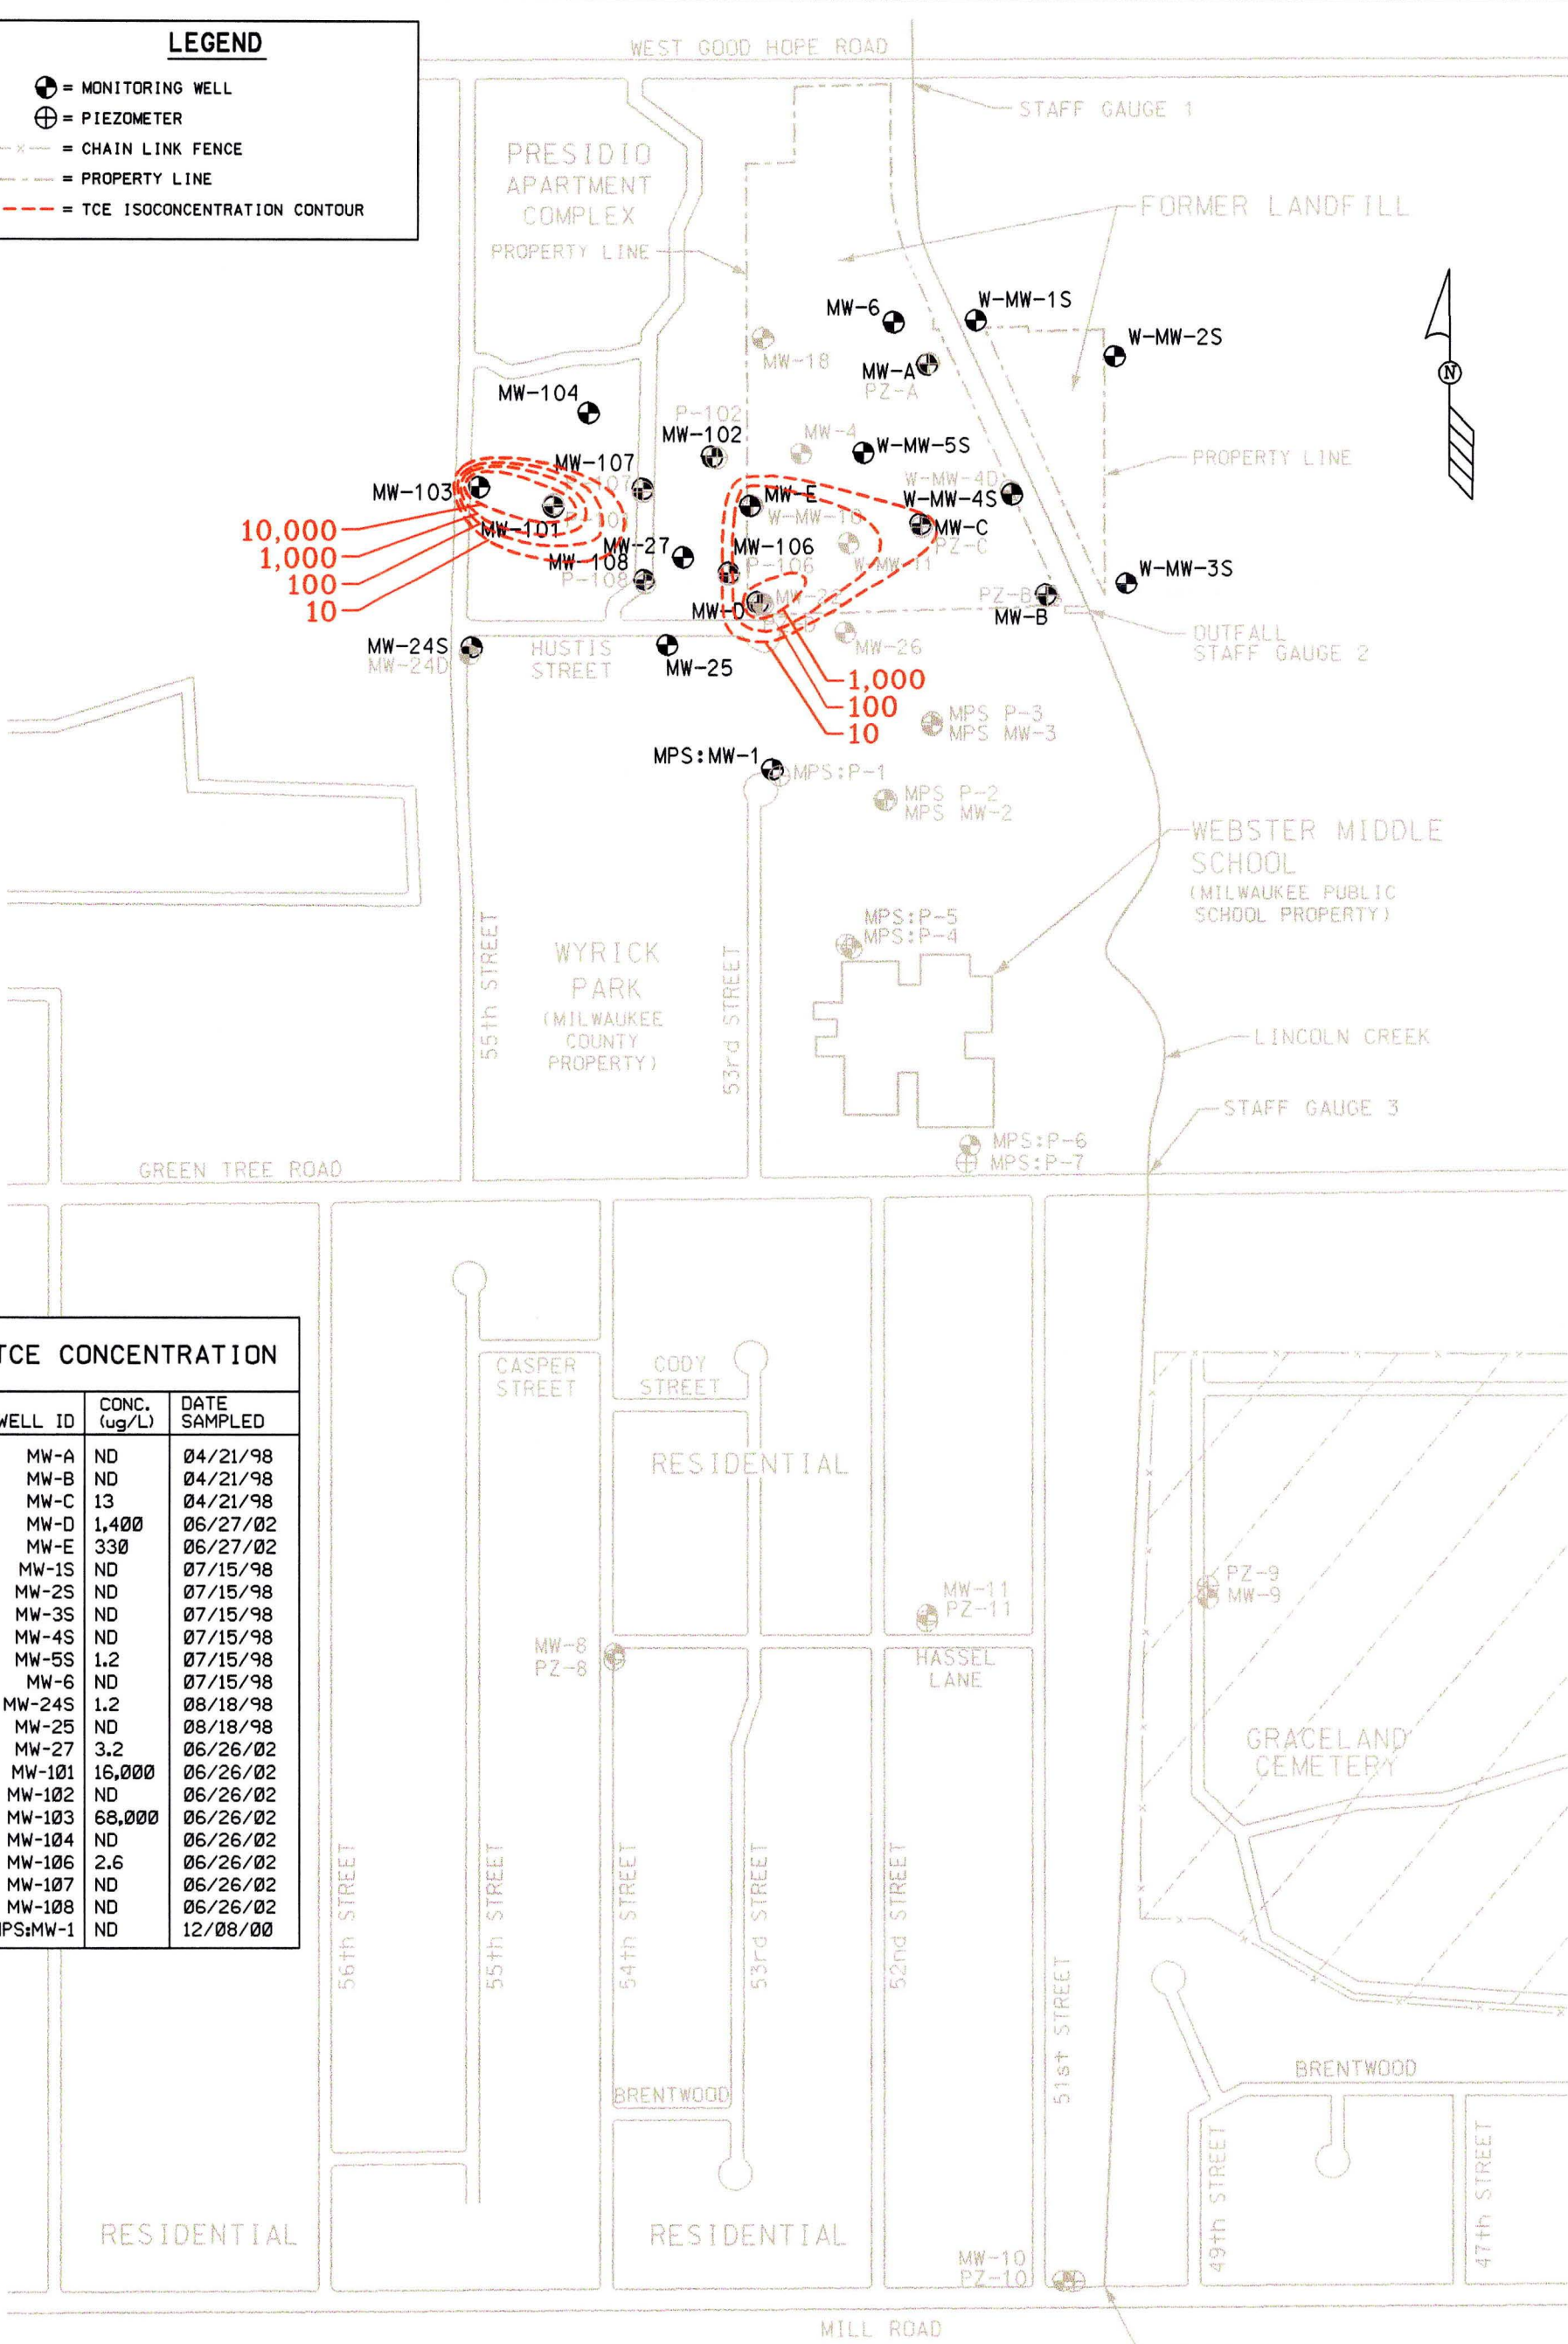 LEGEND
= MONITORING WELL
= PIEZOMETER
= CHAIN LINK FENCE
= PROPERTY LINE
= TCE ISOCONCENTRATION CONTOUR
WEST GOOD HOPE ROAD
STAFF GAUGE 1
PRESIDIO
APARTMENT
COMPLEX
PROPERTY LINE
FORMER LANDFILL
MW-6
W-MW-1S
W-MW-2S
MW-18
MW-A
PZ-A
N
MW-104
P-102
MW-102
MW-4
W-MW-5S
PROPERTY LINE
MW-107
MW-103
W-MW-4D
W-MW-4S
MW-E
W-MW-10
MW-101
MW-C
PZ-C
10,000
1,000
100
10
MW-27
MW-108
P-108
MW-106
P-106
W-MW-11
W-MW-3S
MW-D
MW-22
PZ-D
PZ-B
MW-B
MW-24S
MW-24D
HUSTIS
STREET
MW-25
MW-26
OUTFALL
STAFF GAUGE 2
1,000
100
10
MPS P-3
MPS MW-3
MPS:MW-1
MPS:P-1
MPS P-2
MPS MW-2
WEBSTER MIDDLE
SCHOOL
(MILWAUKEE PUBLIC
SCHOOL PROPERTY)
MPS:P-5
MPS:P-4
55th STREET
WYRICK
PARK
(MILWAUKEE
COUNTY
PROPERTY)
53rd STREET
LINCOLN CREEK
STAFF GAUGE 3
MPS:P-6
MPS:P-7
GREEN TREE ROAD
TCE CONCENTRATION
WELL ID CONC. (ug/L) DATE SAMPLED
MW-A ND 04/21/98
MW-B ND 04/21/98
MW-C 13 04/21/98
MW-D 1,400 06/27/02
MW-E 330 06/27/02
MW-1S ND 07/15/98
MW-2S ND 07/15/98
MW-3S ND 07/15/98
MW-4S ND 07/15/98
MW-5S 1.2 07/15/98
MW-6 ND 07/15/98
MW-24S 1.2 08/18/98
MW-25 ND 08/18/98
MW-27 3.2 06/26/02
MW-101 16,000 06/26/02
MW-102 ND 06/26/02
MW-103 68,000 06/26/02
MW-104 ND 06/26/02
MW-106 2.6 06/26/02
MW-107 ND 06/26/02
MW-108 ND 06/26/02
MPS:MW-1 ND 12/08/00
CASPER
STREET
CODY
STREET
RESIDENTIAL
MW-11
PZ-11
PZ-9
MW-9
MW-8
PZ-8
HASSEL
LANE
GRACELAND
CEMETERY
56th STREET
55th STREET
54th STREET
53rd STREET
52nd STREET
51st STREET
BRENTWOOD
BRENTWOOD
49th STREET
47th STREET
RESIDENTIAL
RESIDENTIAL
MW-10
PZ-10
MILL ROAD